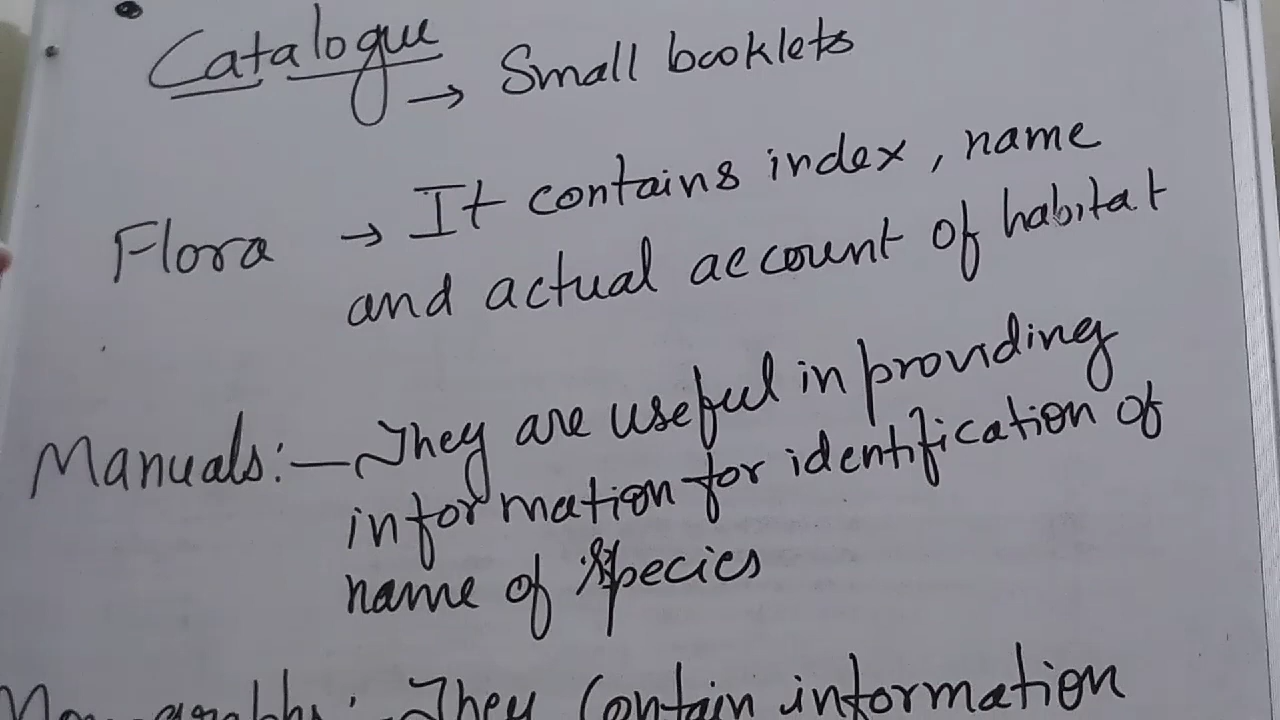 Catalogue
→ Small booklets
Flora → It contains index, name
and actual account of habitat
Manuals:— They are useful in providing
information for identification of
name of species
They contain information